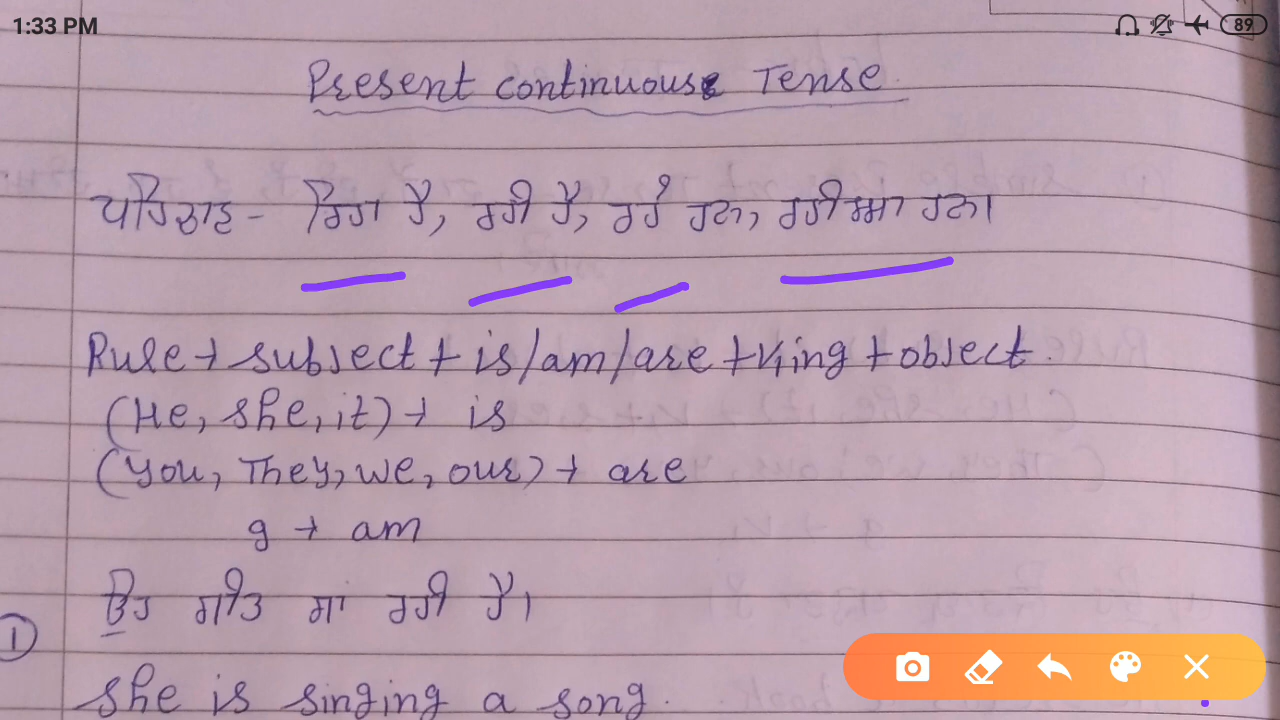 1:33 PM
89
Present continuous Tense.
ਪਹਿਚਾਣ - ਰਿਹਾ ਹੈ, ਰਹੀ ਹੈ, ਰਹੇ ਹਨ, ਰਹੀਆਂ ਹਨ।
Rule → subject + is/am/are + V₁ing + object.
(He, she, it) → is
(You, They, we, our) → are
I → am
ਉਹ ਗੀਤ ਗਾ ਰਹੀ ਹੈ।
1
She is singing a song.